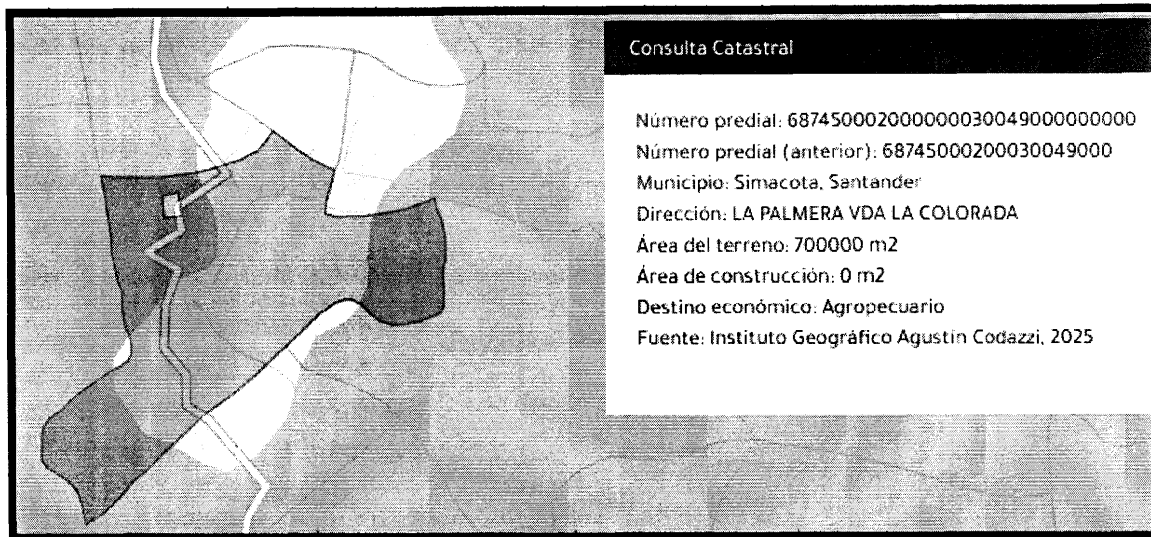 Consulta Catastral
Número predial: 687450002000000030049000000000
Número predial (anterior): 68745000200030049000
Municipio: Simacota, Santander
Dirección: LA PALMERA VDA LA COLORADA
Área del terreno: 700000 m2
Área de construcción: 0 m2
Destino económico: Agropecuario
Fuente: Instituto Geográfico Agustín Codazzi, 2025